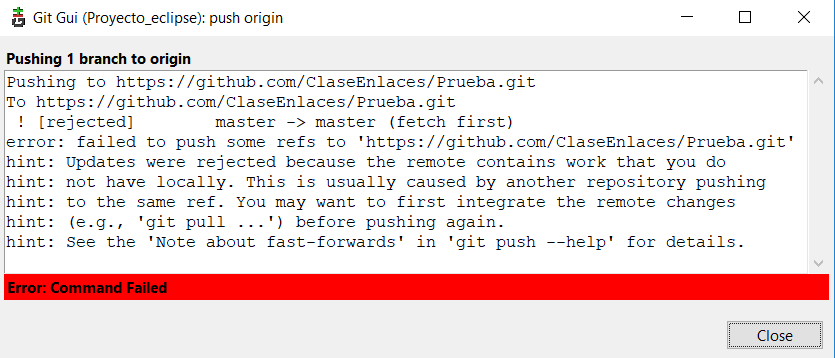 Git Gui (Proyecto_eclipse): push origin
Pushing 1 branch to origin
Pushing to https://github.com/ClaseEnlaces/Prueba.git
To https://github.com/ClaseEnlaces/Prueba.git
 ! [rejected]        master -> master (fetch first)
error: failed to push some refs to 'https://github.com/ClaseEnlaces/Prueba.git'
hint: Updates were rejected because the remote contains work that you do
hint: not have locally. This is usually caused by another repository pushing
hint: to the same ref. You may want to first integrate the remote changes
hint: (e.g., 'git pull ...') before pushing again.
hint: See the 'Note about fast-forwards' in 'git push --help' for details.
Error: Command Failed
Close